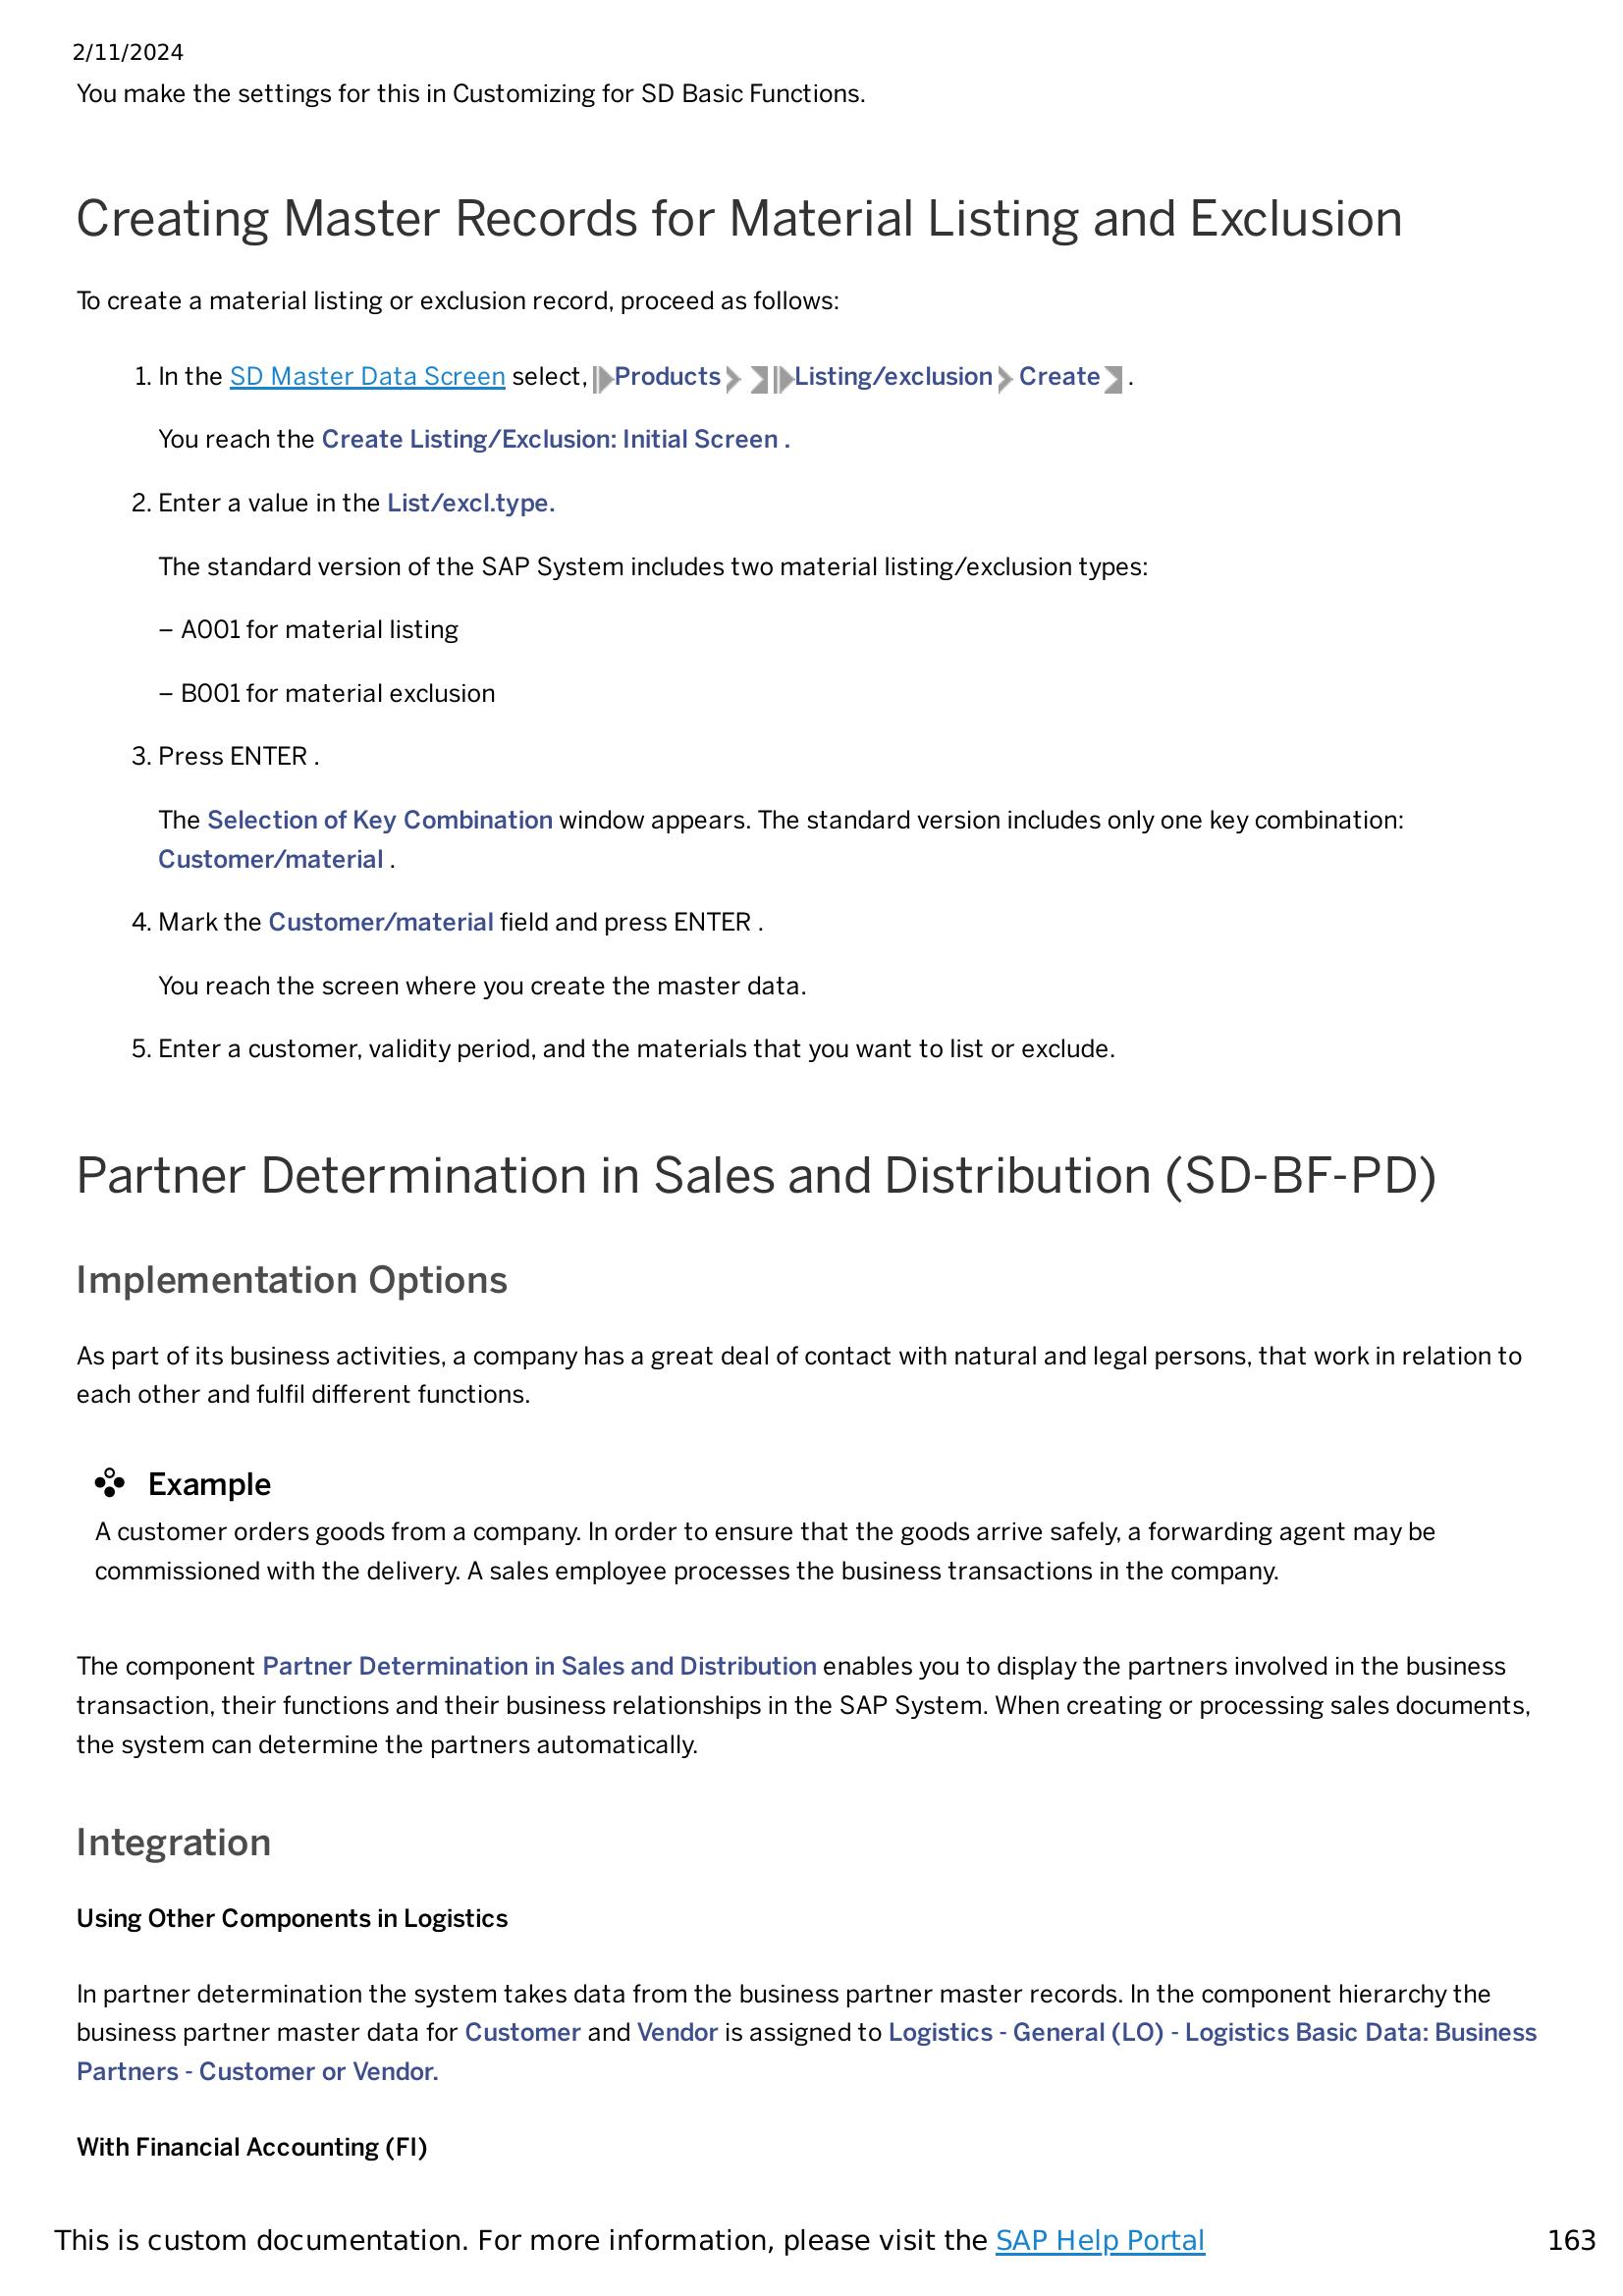 2/11/2024
You make the settings for this in Customizing for SD Basic Functions.
Creating Master Records for Material Listing and Exclusion
To create a material listing or exclusion record, proceed as follows:
1. In the SD Master Data Screen select, Products Listing/exclusion Create .
You reach the Create Listing/Exclusion: Initial Screen .
2. Enter a value in the List/excl.type.
The standard version of the SAP System includes two material listing/exclusion types:
– A001 for material listing
– B001 for material exclusion
3. Press ENTER .
The Selection of Key Combination window appears. The standard version includes only one key combination:
Customer/material .
4. Mark the Customer/material field and press ENTER .
You reach the screen where you create the master data.
5. Enter a customer, validity period, and the materials that you want to list or exclude.
Partner Determination in Sales and Distribution (SD-BF-PD)
Implementation Options
As part of its business activities, a company has a great deal of contact with natural and legal persons, that work in relation to
each other and fulfil different functions.
Example
A customer orders goods from a company. In order to ensure that the goods arrive safely, a forwarding agent may be
commissioned with the delivery. A sales employee processes the business transactions in the company.
The component Partner Determination in Sales and Distribution enables you to display the partners involved in the business
transaction, their functions and their business relationships in the SAP System. When creating or processing sales documents,
the system can determine the partners automatically.
Integration
Using Other Components in Logistics
In partner determination the system takes data from the business partner master records. In the component hierarchy the
business partner master data for Customer and Vendor is assigned to Logistics - General (LO) - Logistics Basic Data: Business
Partners - Customer or Vendor.
With Financial Accounting (FI)
This is custom documentation. For more information, please visit the SAP Help Portal 163